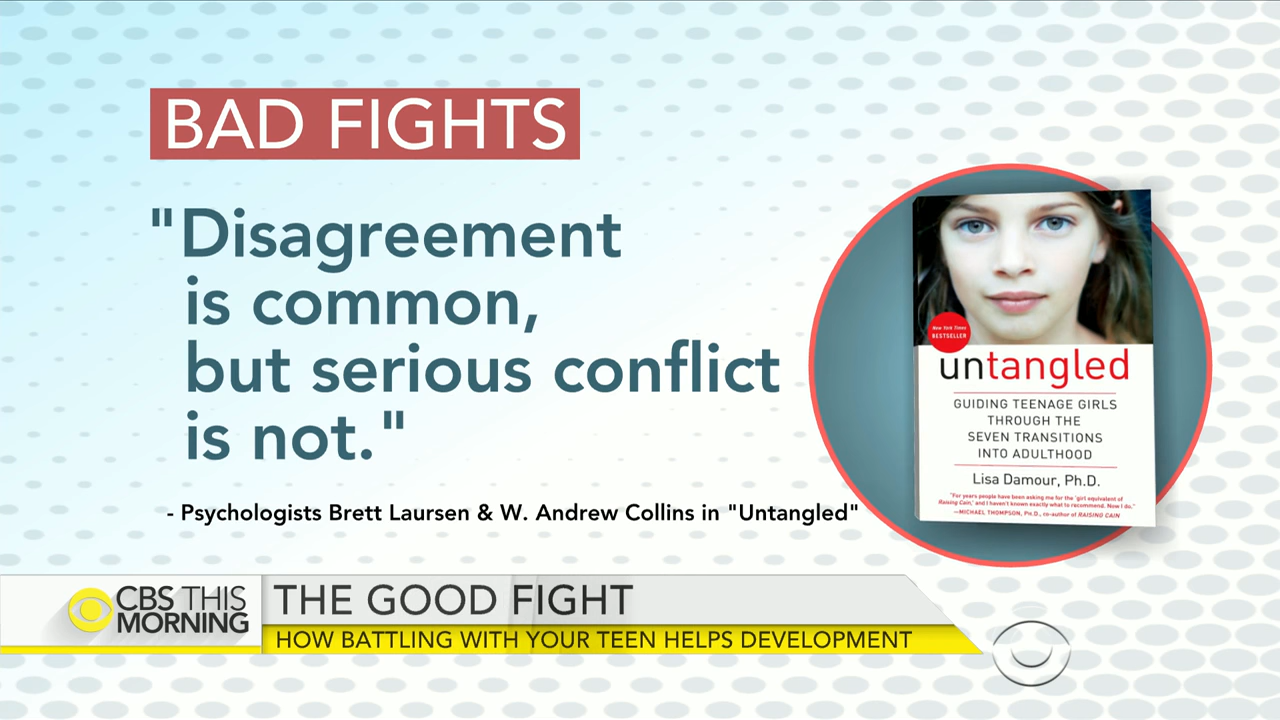 BAD FIGHTS
"Disagreement
is common,
but serious conflict
is not."
- Psychologists Brett Laursen & W. Andrew Collins in "Untangled"
New York Times
BESTSELLER
untangled
GUIDING TEENAGE GIRLS
THROUGH THE
SEVEN TRANSITIONS
INTO ADULTHOOD
Lisa Damour, Ph.D.
"For years people have been asking me for the 'girl equivalent of
Raising Cain,' and I haven't known exactly what to recommend. Now I do."
—MICHAEL THOMPSON, Ph.D., co-author of RAISING CAIN
CBS THIS
MORNING
THE GOOD FIGHT
HOW BATTLING WITH YOUR TEEN HELPS DEVELOPMENT